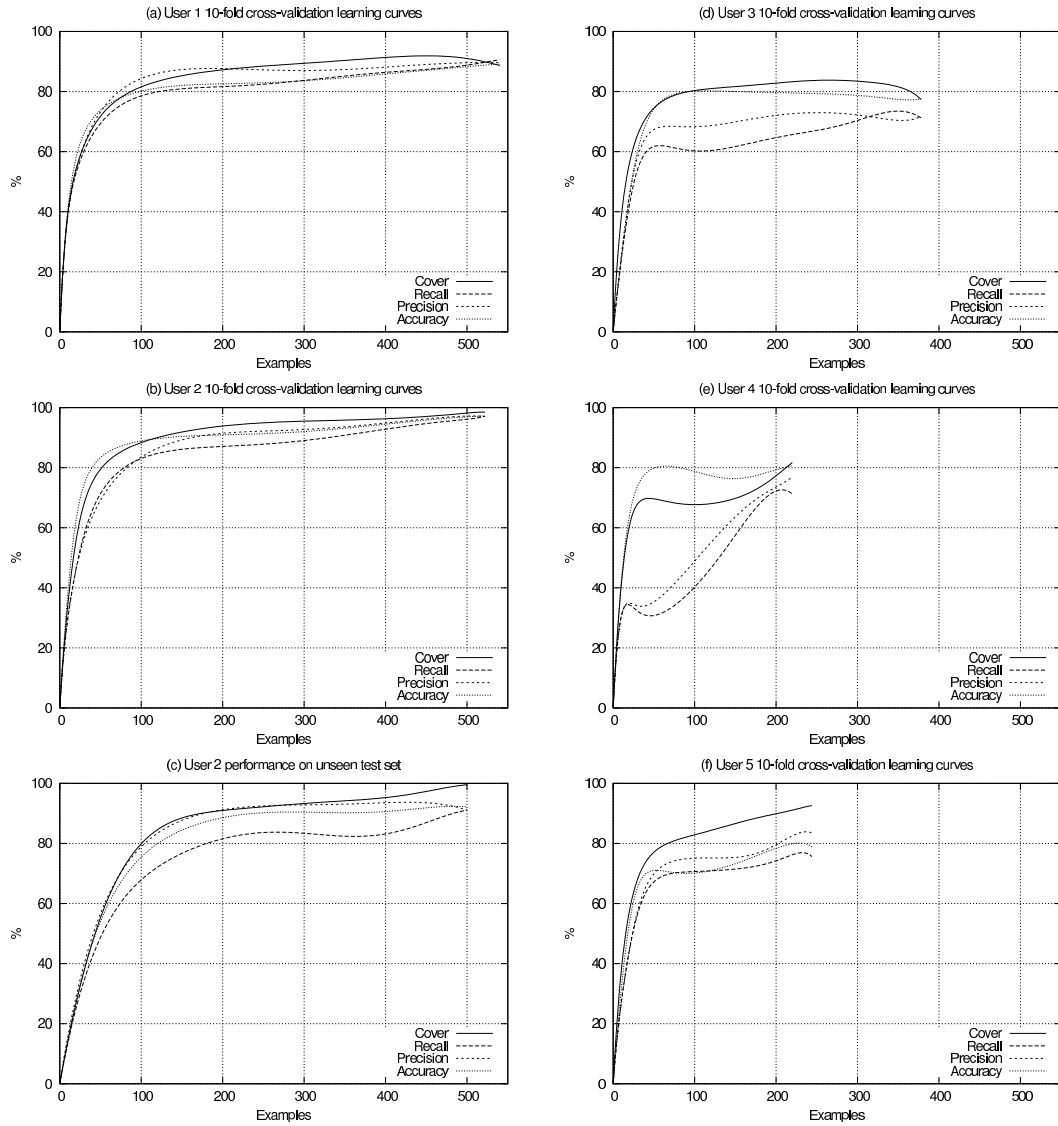 (a) User 1 10-fold cross-validation learning curves
100
80
60
40
20
0
%
Cover
Recall
Precision
Accuracy
0 100 200 300 400 500
Examples
(d) User 3 10-fold cross-validation learning curves
100
80
60
40
20
0
%
Cover
Recall
Precision
Accuracy
0 100 200 300 400 500
Examples
(b) User 2 10-fold cross-validation learning curves
100
80
60
40
20
0
%
Cover
Recall
Precision
Accuracy
0 100 200 300 400 500
Examples
(e) User 4 10-fold cross-validation learning curves
100
80
60
40
20
0
%
Cover
Recall
Precision
Accuracy
0 100 200 300 400 500
Examples
(c) User 2 performance on unseen test set
100
80
60
40
20
0
%
Cover
Recall
Precision
Accuracy
0 100 200 300 400 500
Examples
(f) User 5 10-fold cross-validation learning curves
100
80
60
40
20
0
%
Cover
Recall
Precision
Accuracy
0 100 200 300 400 500
Examples